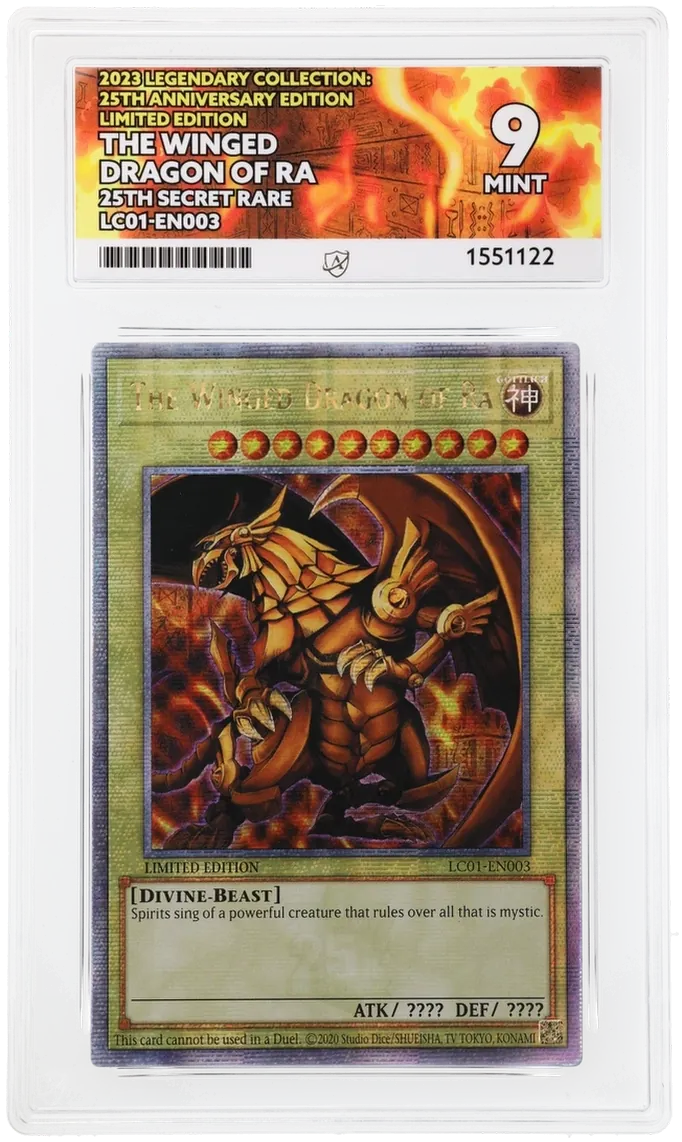 2023 LEGENDARY COLLECTION:
25TH ANNIVERSARY EDITION
LIMITED EDITION
THE WINGED
DRAGON OF RA
25TH SECRET RARE
LC01-EN003
9
MINT
1551122
THE WINGED DRAGON OF RA
神
LIMITED EDITION
LC01-EN003
[DIVINE-BEAST]
Spirits sing of a powerful creature that rules over all that is mystic.
25
ATK/ ???? DEF/ ????
This card cannot be used in a Duel. ©2020 Studio Dice/SHUEISHA, TV TOKYO, KONAMI